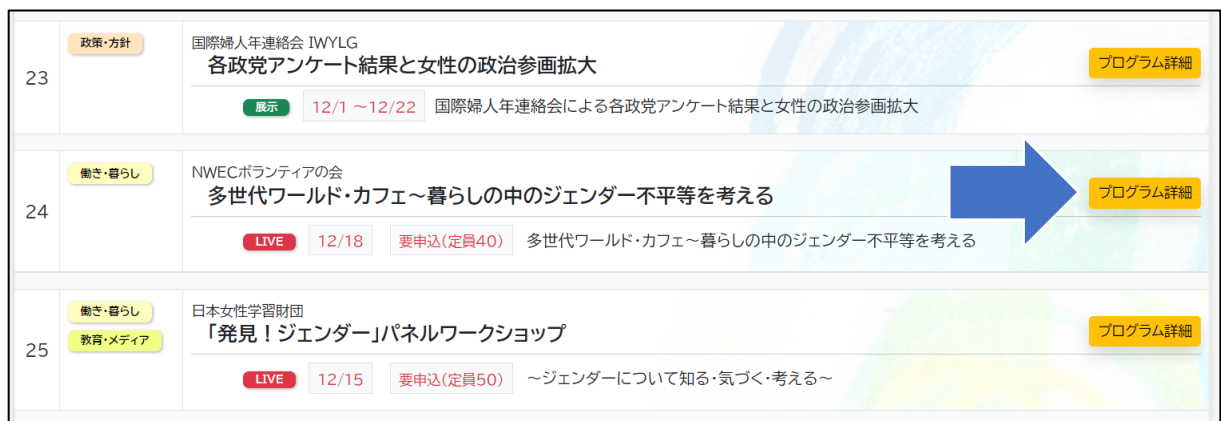 政策・方針
国際婦人年連絡会 IWYLG
23
各政党アンケート結果と女性の政治参画拡大
プログラム詳細
展示 12/1 ～12/22 国際婦人年連絡会による各政党アンケート結果と女性の政治参画拡大
働き・暮らし
NWECボランティアの会
24
多世代ワールド・カフェ～暮らしの中のジェンダー不平等を考える
プログラム詳細
LIVE 12/18 要申込(定員40) 多世代ワールド・カフェ～暮らしの中のジェンダー不平等を考える
働き・暮らし
教育・メディア
日本女性学習財団
25
「発見！ジェンダー」パネルワークショップ
プログラム詳細
LIVE 12/15 要申込(定員50) ～ジェンダーについて知る・気づく・考える～